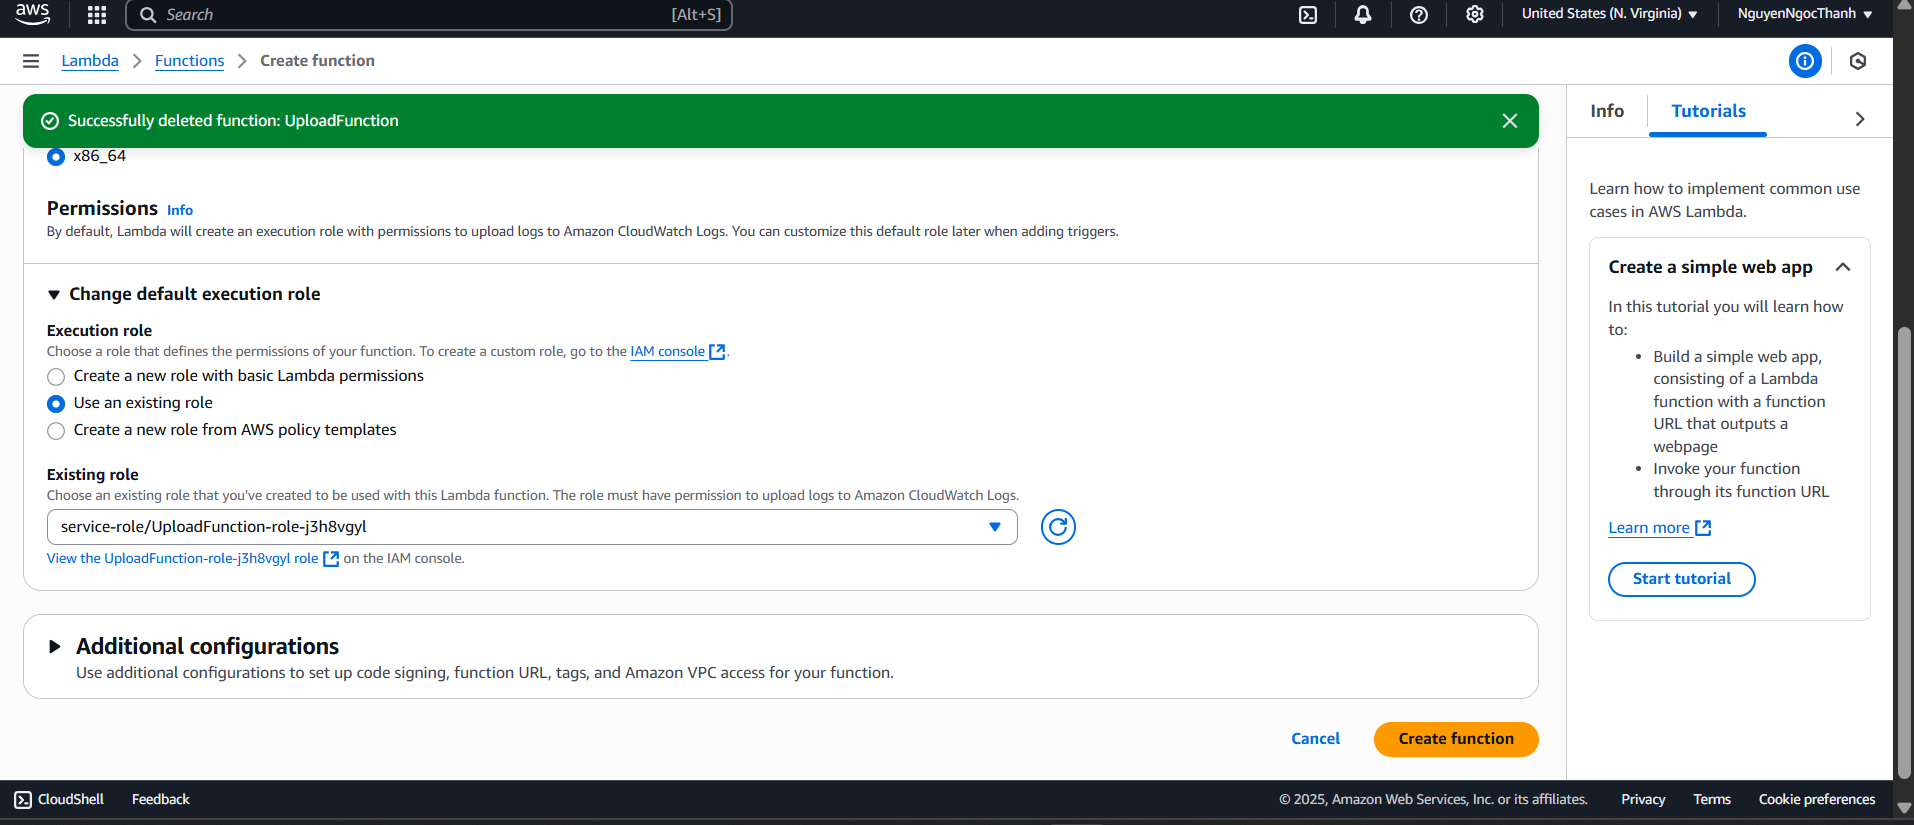 aws
Search [Alt+S]
United States (N. Virginia)
NguyenNgocThanh
Lambda
Functions
Create function
Successfully deleted function: UploadFunction
x86_64
Permissions Info
By default, Lambda will create an execution role with permissions to upload logs to Amazon CloudWatch Logs. You can customize this default role later when adding triggers.
Change default execution role
Execution role
Choose a role that defines the permissions of your function. To create a custom role, go to the IAM console.
Create a new role with basic Lambda permissions
Use an existing role
Create a new role from AWS policy templates
Existing role
Choose an existing role that you've created to be used with this Lambda function. The role must have permission to upload logs to Amazon CloudWatch Logs.
service-role/UploadFunction-role-j3h8vgyl
View the UploadFunction-role-j3h8vgyl role on the IAM console.
Additional configurations
Use additional configurations to set up code signing, function URL, tags, and Amazon VPC access for your function.
Cancel
Create function
Info
Tutorials
Learn how to implement common use
cases in AWS Lambda.
Create a simple web app
In this tutorial you will learn how
to:
• Build a simple web app,
consisting of a Lambda
function with a function
URL that outputs a
webpage
• Invoke your function
through its function URL
Learn more
Start tutorial
CloudShell
Feedback
© 2025, Amazon Web Services, Inc. or its affiliates.
Privacy
Terms
Cookie preferences